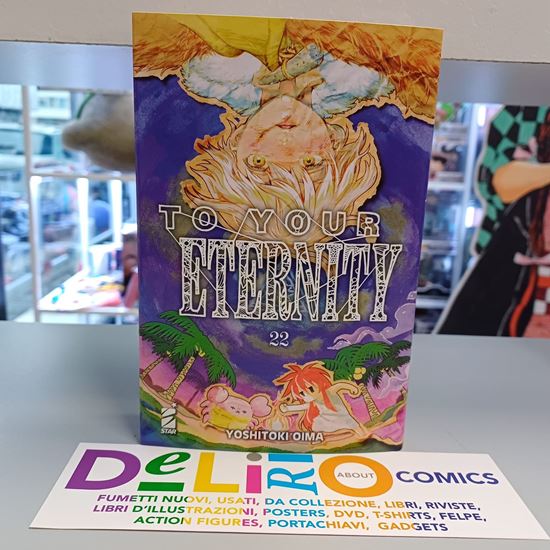 TO YOUR
ETERNITY
22
STAR
YOSHITOKI OIMA
DeLiRiO ABOUT COMICS
FUMETTI NUOVI, USATI, DA COLLEZIONE, LIBRI, RIVISTE,
LIBRI D'ILLUSTRAZIONI, POSTERS, DVD, T-SHIRTS, FELPE,
ACTION FIGURES, PORTACHIAVI, GADGETS